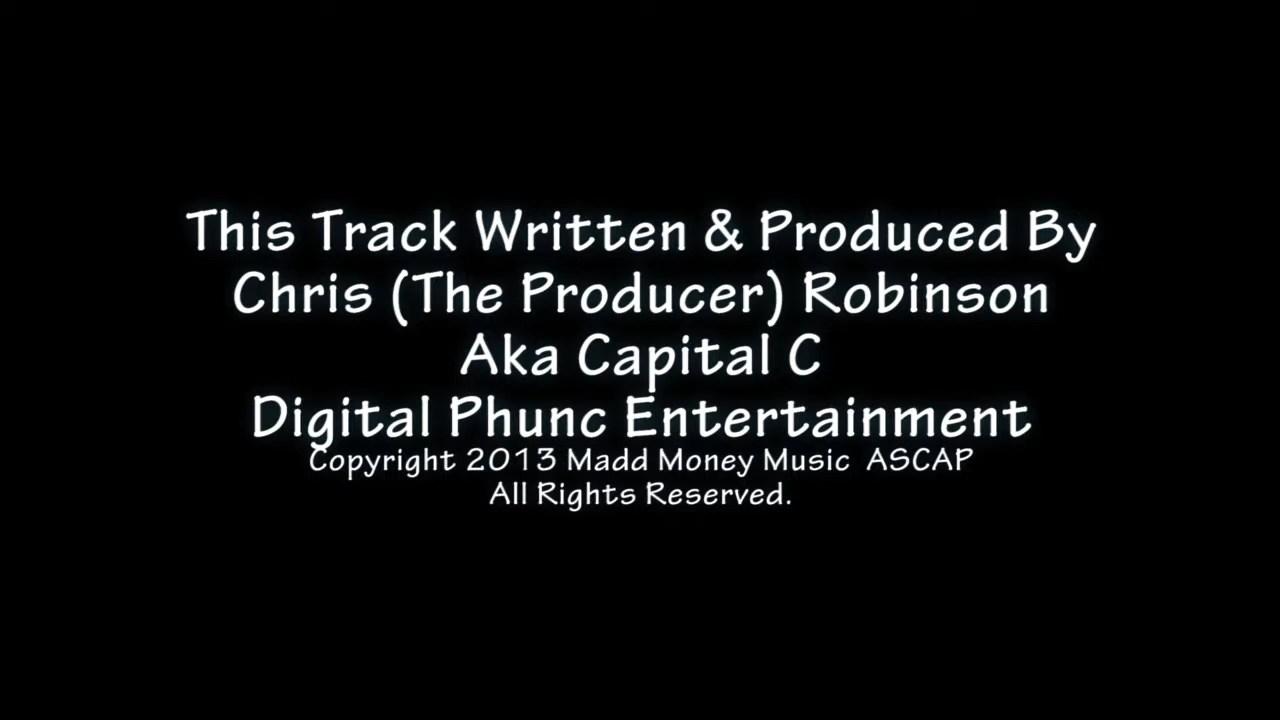 This Track Written & Produced By
Chris (The Producer) Robinson
Aka Capital C
Digital Phunc Entertainment
Copyright 2013 Madd Money Music  ASCAP
All Rights Reserved.